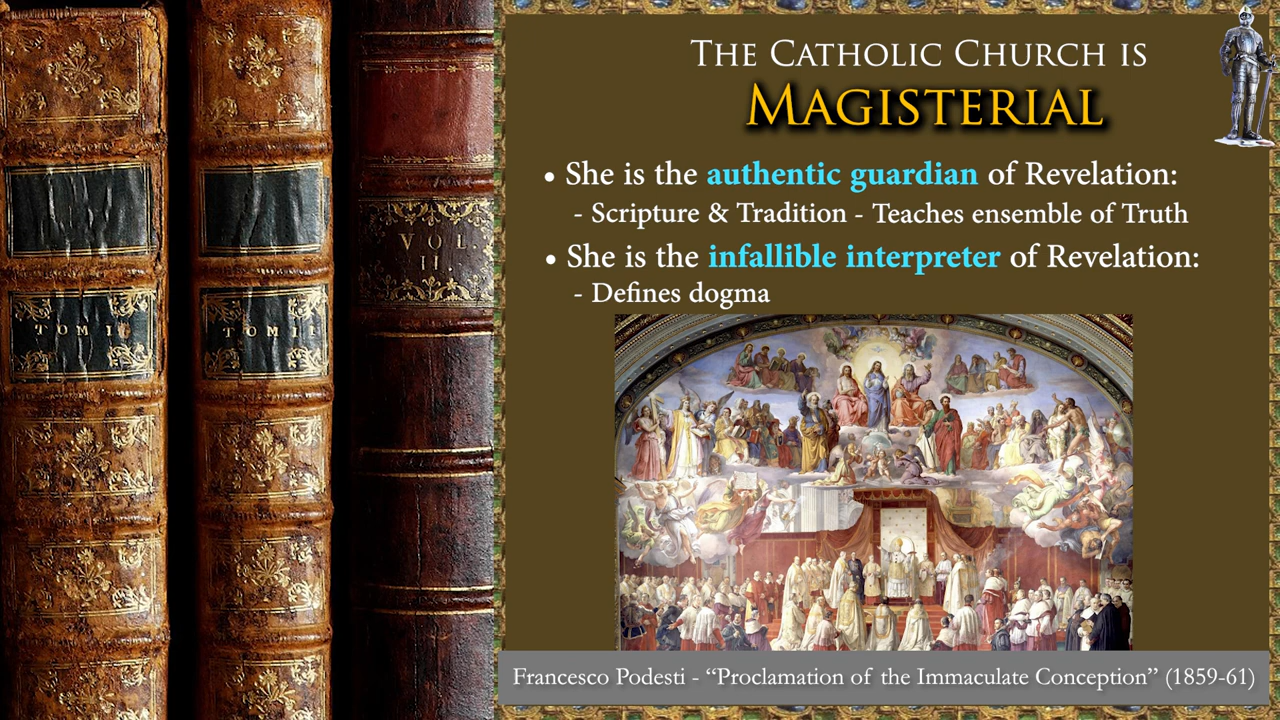 TOM II
TOM II
VOL.
II.
THE CATHOLIC CHURCH IS
MAGISTERIAL
• She is the authentic guardian of Revelation:
- Scripture & Tradition - Teaches ensemble of Truth
• She is the infallible interpreter of Revelation:
- Defines dogma
Francesco Podesti - “Proclamation of the Immaculate Conception” (1859-61)